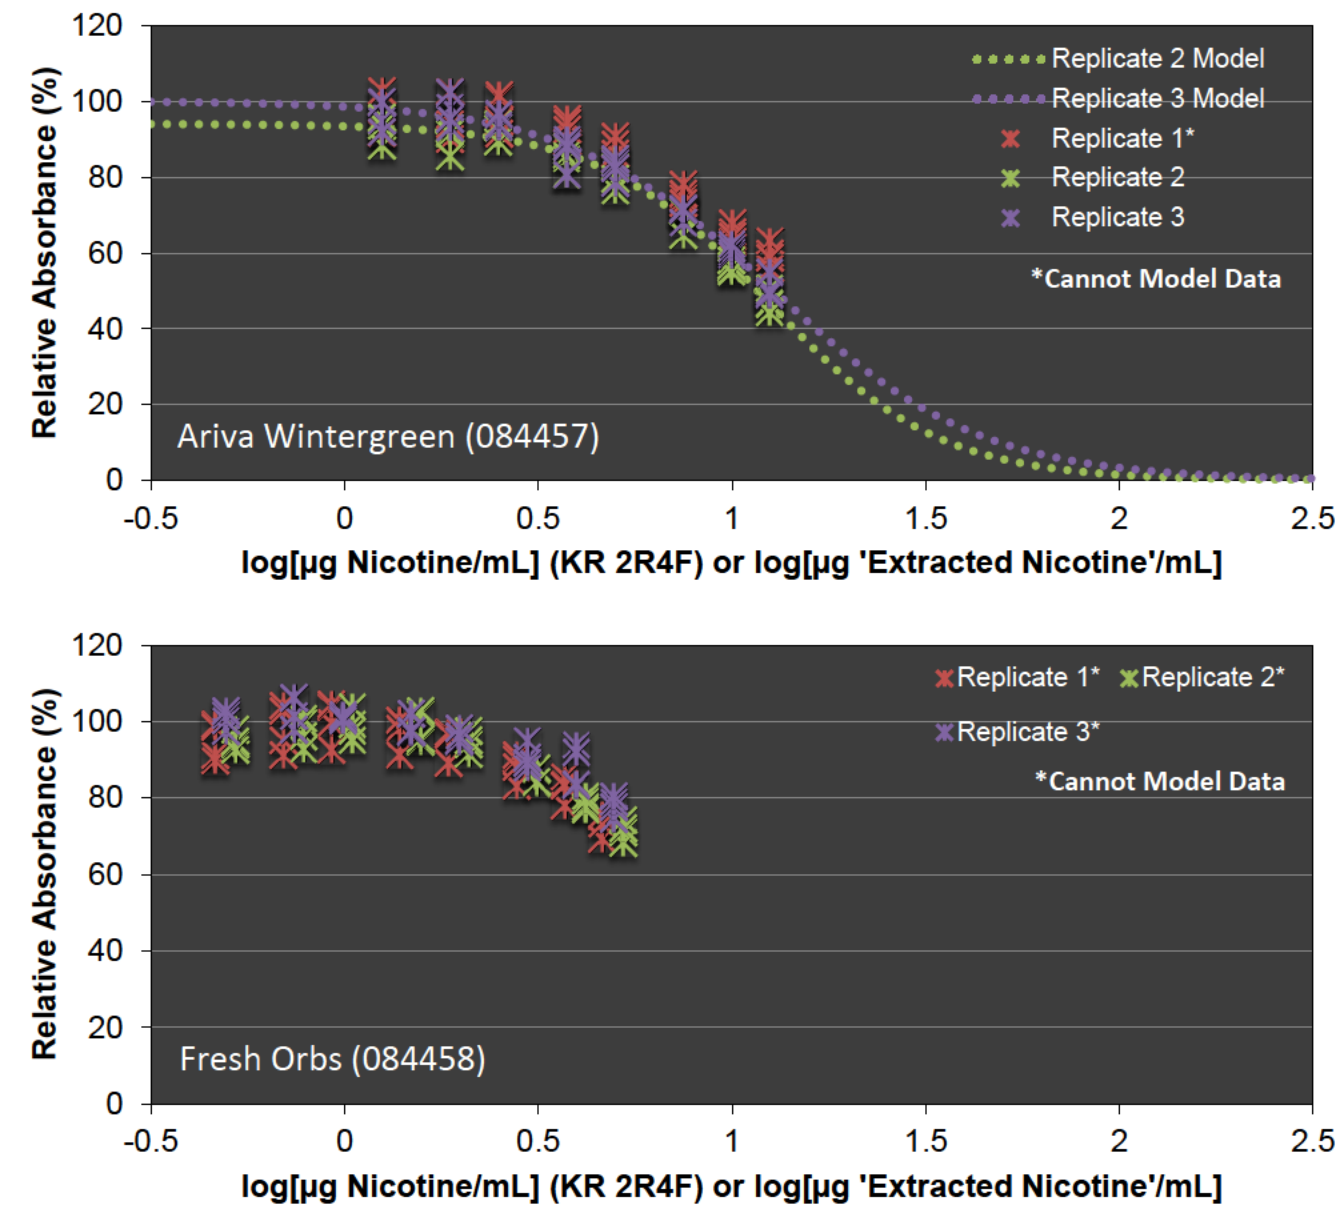 120
100
80
60
40
20
0
Relative Absorbance (%)
Replicate 2 Model
Replicate 3 Model
Replicate 1*
Replicate 2
Replicate 3
*Cannot Model Data
Ariva Wintergreen (084457)
-0.5 0 0.5 1 1.5 2 2.5
log[µg Nicotine/mL] (KR 2R4F) or log[µg 'Extracted Nicotine'/mL]
120
100
80
60
40
20
0
Relative Absorbance (%)
Replicate 1* Replicate 2*
Replicate 3*
*Cannot Model Data
Fresh Orbs (084458)
-0.5 0 0.5 1 1.5 2 2.5
log[µg Nicotine/mL] (KR 2R4F) or log[µg 'Extracted Nicotine'/mL]